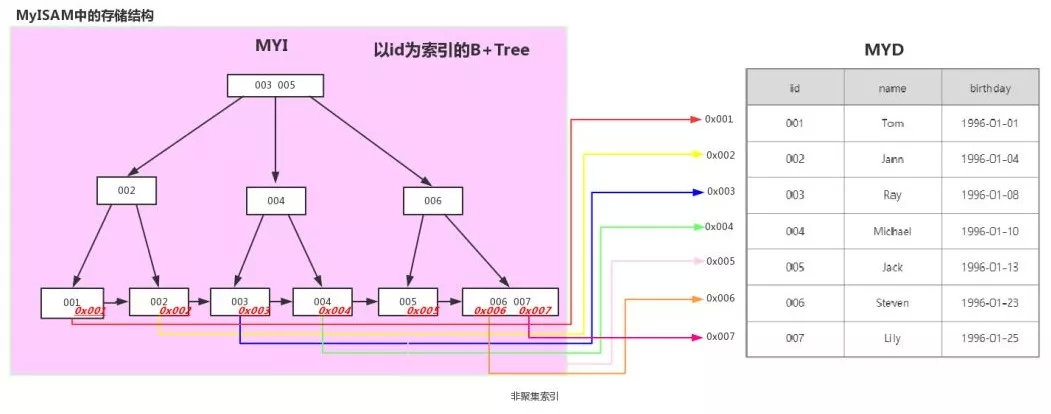 MyISAM中的存储结构
MYI
以id为索引的B+Tree
003 005
002
004
006
001
0x001
002
0x002
003
0x003
004
0x004
005
0x005
006 007
0x006 0x007
0x001
0x002
0x003
0x004
0x005
0x006
0x007
MYD
iid name birthday
001 Tom 1996-01-01
002 Jann 1996-01-04
003 Ray 1996-01-08
004 Michael 1996-01-10
005 Jack 1996-01-13
006 Steven 1996-01-23
007 Lily 1996-01-25
非聚集索引